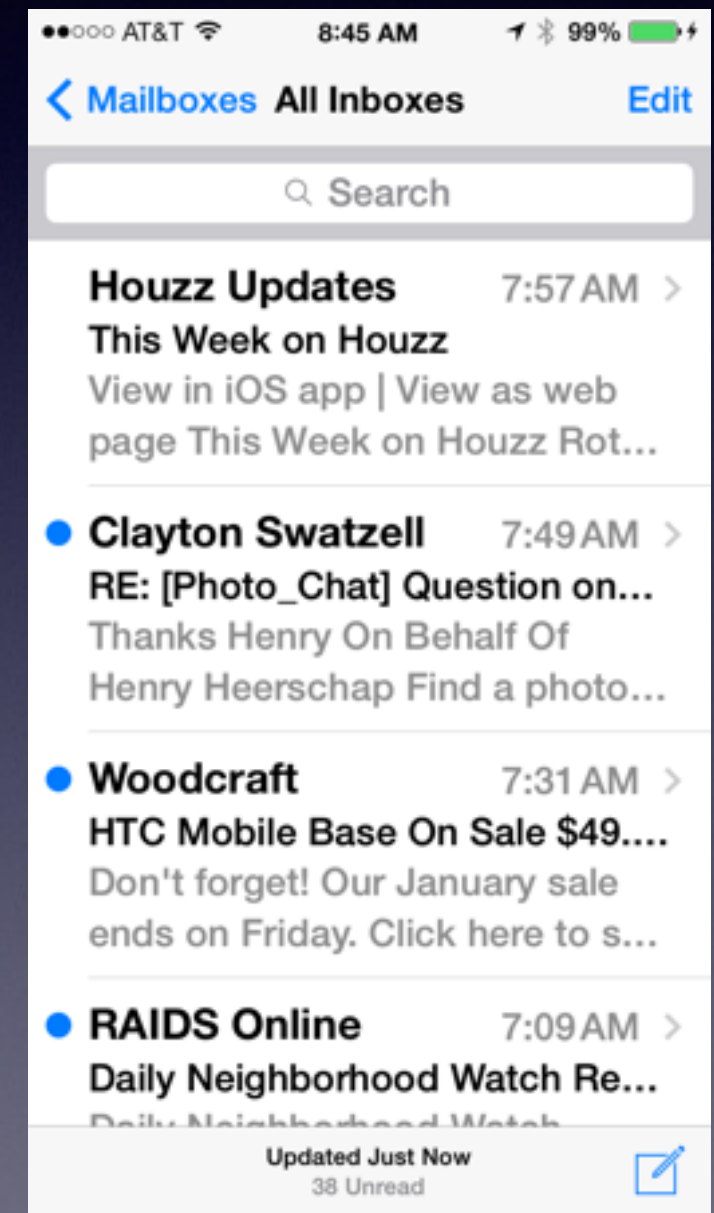 AT&T 8:45 AM 99%
Mailboxes All Inboxes Edit
Search
Houzz Updates 7:57 AM
This Week on Houzz
View in iOS app | View as web
page This Week on Houzz Rot...
Clayton Swatzell 7:49 AM
RE: [Photo_Chat] Question on...
Thanks Henry On Behalf Of
Henry Heerschap Find a photo...
Woodcraft 7:31 AM
HTC Mobile Base On Sale $49....
Don't forget! Our January sale
ends on Friday. Click here to s...
RAIDS Online 7:09 AM
Daily Neighborhood Watch Re...
Daily Neighborhood Watch
Updated Just Now
38 Unread